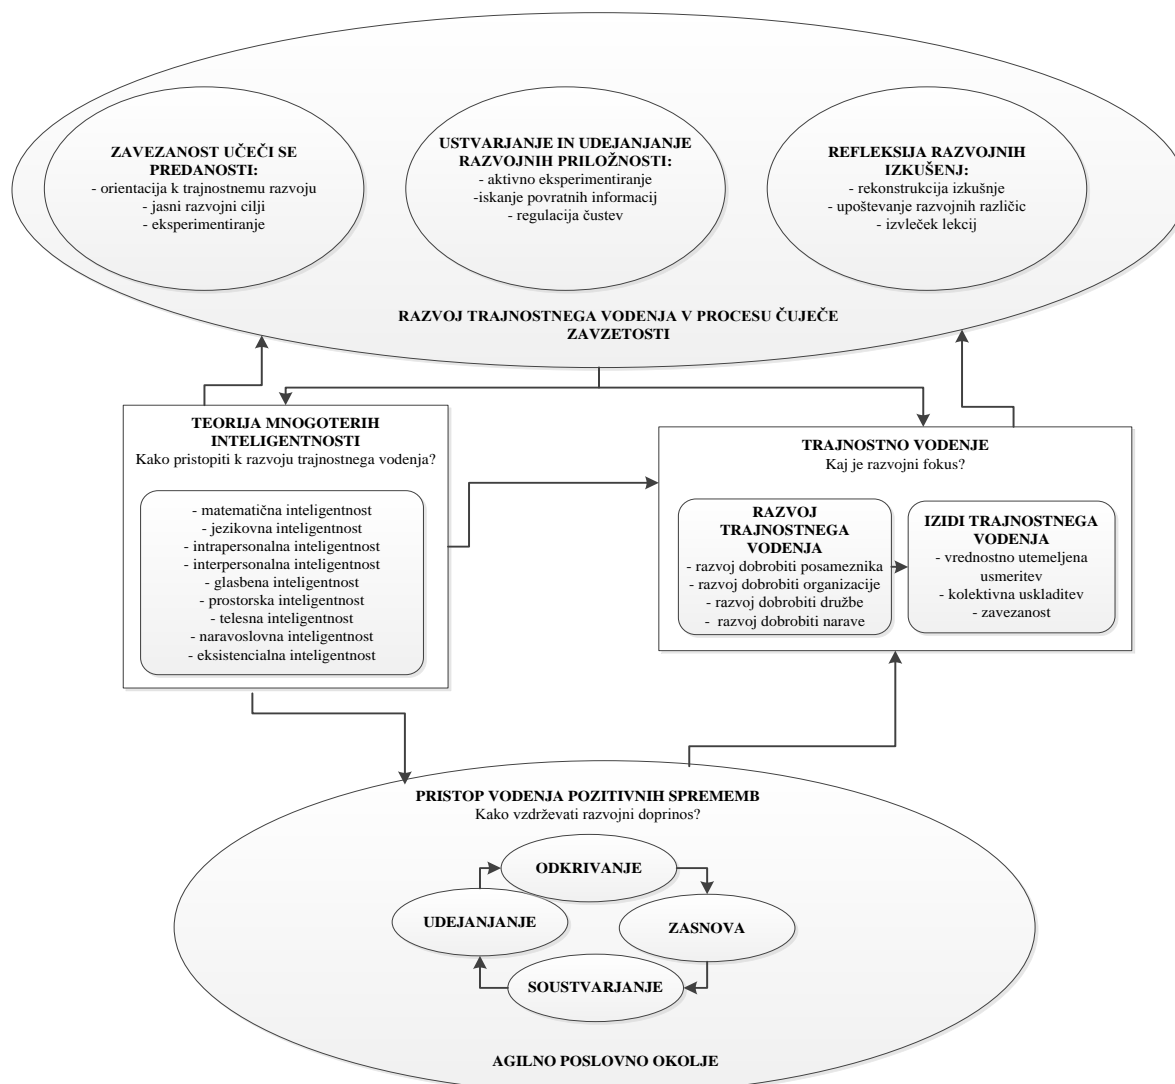 ZAVEZANOST UČEČI SE
PREDANOSTI:
- orientacija k trajnostnemu razvoju
- jasni razvojni cilji
- eksperimentiranje
USTVARJANJE IN UDEJANJANJE
RAZVOJNIH PRILOŽNOSTI:
- aktivno eksperimentiranje
-iskanje povratnih informacij
- regulacija čustev
REFLEKSIJA RAZVOJNIH
IZKUŠENJ:
- rekonstrukcija izkušnje
- upoštevanje razvojnih različic
- izvleček lekcij
RAZVOJ TRAJNOSTNEGA VODENJA V PROCESU ČUJEČE
ZAVZETOSTI
TEORIJA MNOGOTERIH
INTELIGENTNOSTI
Kako pristopiti k razvoju trajnostnega vodenja?
- matematična inteligentnost
- jezikovna inteligentnost
- intrapersonalna inteligentnost
- interpersonalna inteligentnost
- glasbena inteligentnost
- prostorska inteligentnost
- telesna inteligentnost
- naravoslovna inteligentnost
- eksistencialna inteligentnost
TRAJNOSTNO VODENJE
Kaj je razvojni fokus?
RAZVOJ
TRAJNOSTNEGA
VODENJA
- razvoj dobrobiti posameznika
- razvoj dobrobiti organizacije
- razvoj dobrobiti družbe
- razvoj dobrobiti narave
IZIDI TRAJNOSTNEGA
VODENJA
- vrednostno utemeljena
usmeritev
- kolektivna uskladitev
- zavezanost
PRISTOP VODENJA POZITIVNIH SPREMEMB
Kako vzdrževati razvojni doprinos?
ODKRIVANJE
UDEJANJANJE
ZASNOVA
SOUSTVARJANJE
AGILNO POSLOVNO OKOLJE